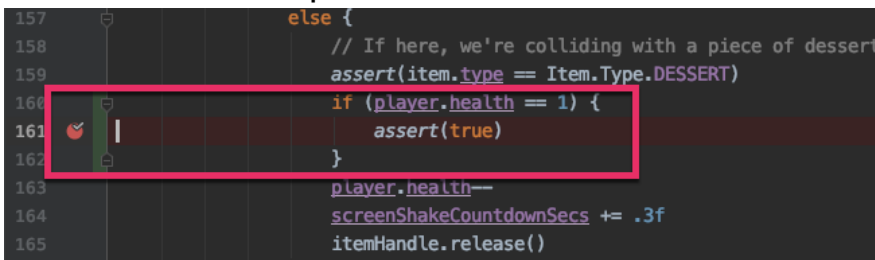 157 else {
158 // If here, we're colliding with a piece of dessert
159 assert(item.type == Item.Type.DESSERT)
160 if (player.health == 1) {
161 assert(true)
162 }
163 player.health--
164 screenShakeCountdownSecs += .3f
165 itemHandle.release()